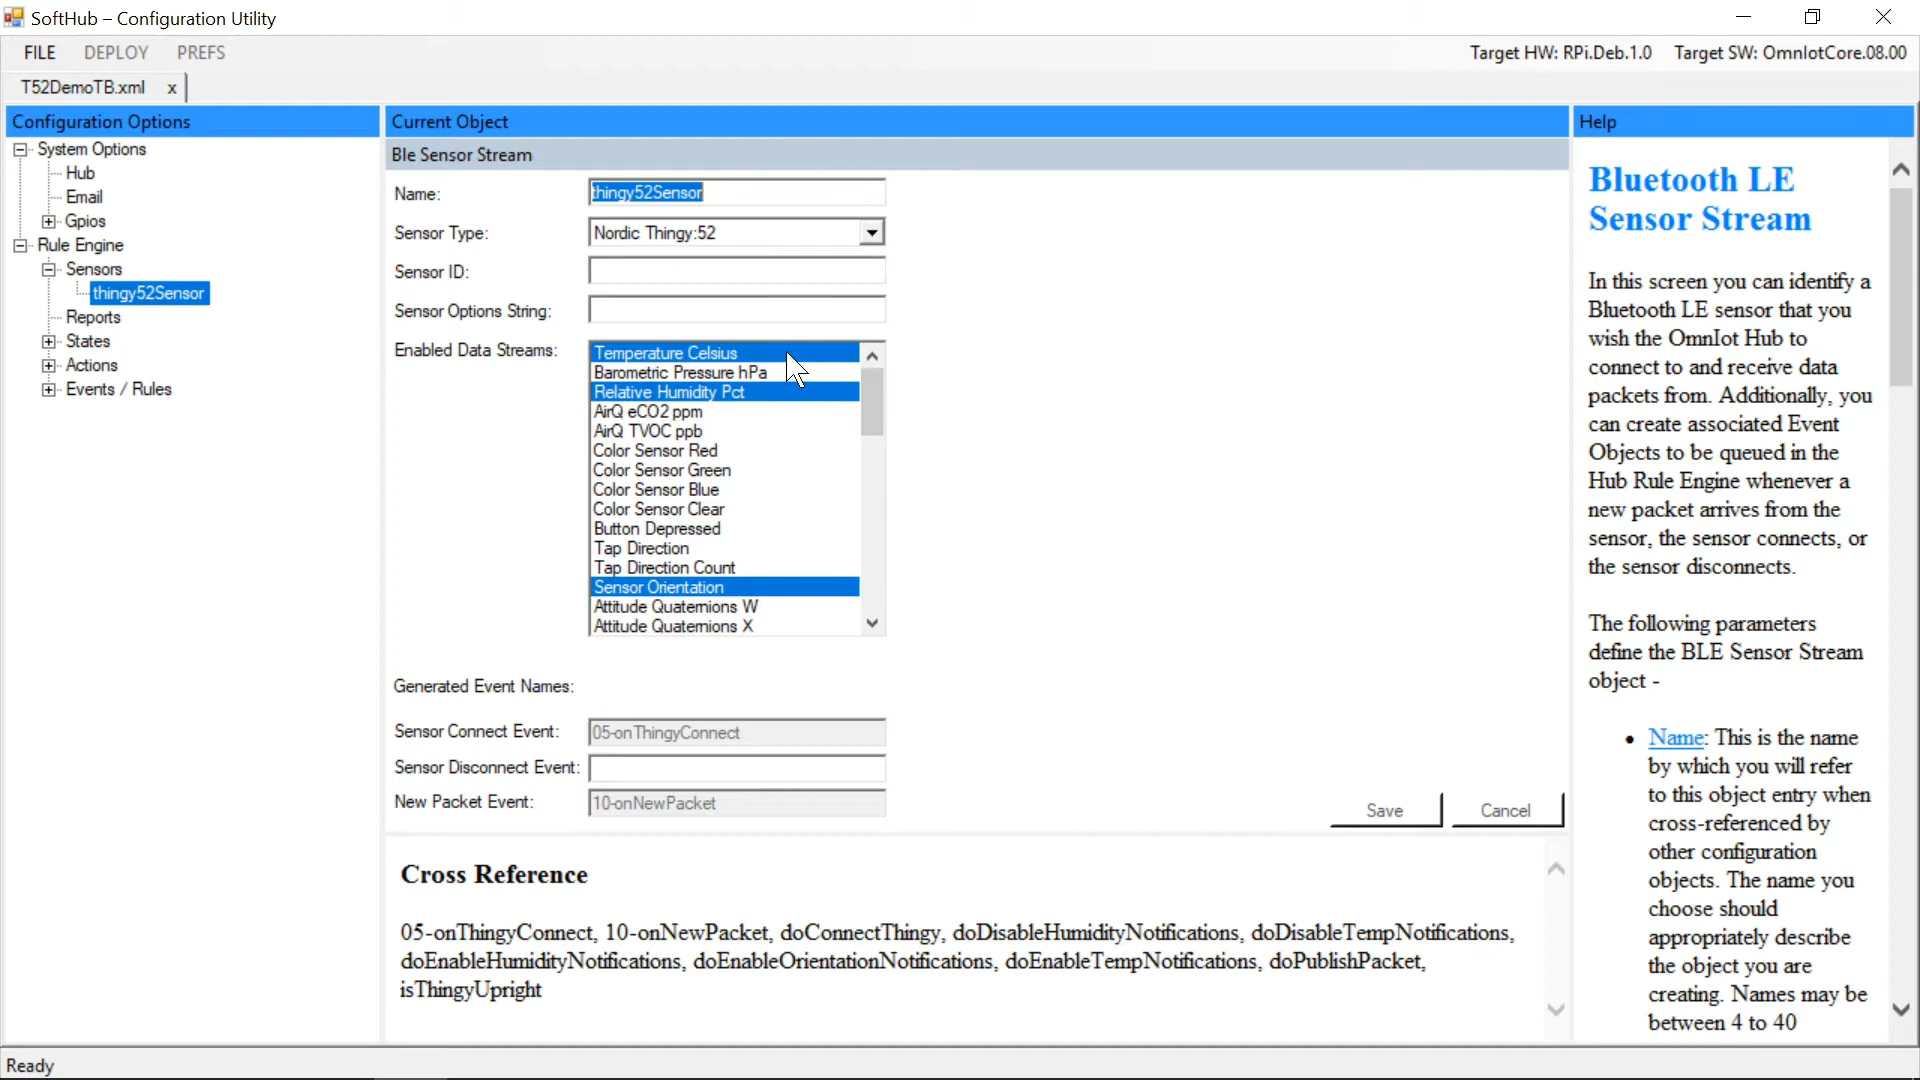 SoftHub – Configuration Utility
FILE DEPLOY PREFS
Target HW: RPi.Deb.1.0 Target SW: OmnIotCore.08.00
T52DemoTB.xml x
Configuration Options
System Options
Hub
Email
Gpios
Rule Engine
Sensors
thingy52Sensor
Reports
States
Actions
Events / Rules
Current Object
Ble Sensor Stream
Name: thingy52Sensor
Sensor Type: Nordic Thingy:52
Sensor ID:
Sensor Options String:
Enabled Data Streams:
Temperature Celsius
Barometric Pressure hPa
Relative Humidity Pct
AirQ eCO2 ppm
AirQ TVOC ppb
Color Sensor Red
Color Sensor Green
Color Sensor Blue
Color Sensor Clear
Button Depressed
Tap Direction
Tap Direction Count
Sensor Orientation
Attitude Quaternions W
Attitude Quaternions X
Generated Event Names:
Sensor Connect Event: 05-onThingyConnect
Sensor Disconnect Event:
New Packet Event: 10-onNewPacket
Save Cancel
Cross Reference
05-onThingyConnect, 10-onNewPacket, doConnectThingy, doDisableHumidityNotifications, doDisableTempNotifications,
doEnableHumidityNotifications, doEnableOrientationNotifications, doEnableTempNotifications, doPublishPacket,
isThingyUpright
Help
Bluetooth LE
Sensor Stream
In this screen you can identify a
Bluetooth LE sensor that you
wish the OmnIot Hub to
connect to and receive data
packets from. Additionally, you
can create associated Event
Objects to be queued in the
Hub Rule Engine whenever a
new packet arrives from the
sensor, the sensor connects, or
the sensor disconnects.
The following parameters
define the BLE Sensor Stream
object -
• Name: This is the name
by which you will refer
to this object entry when
cross-referenced by
other configuration
objects. The name you
choose should
appropriately describe
the object you are
creating. Names may be
between 4 to 40
Ready